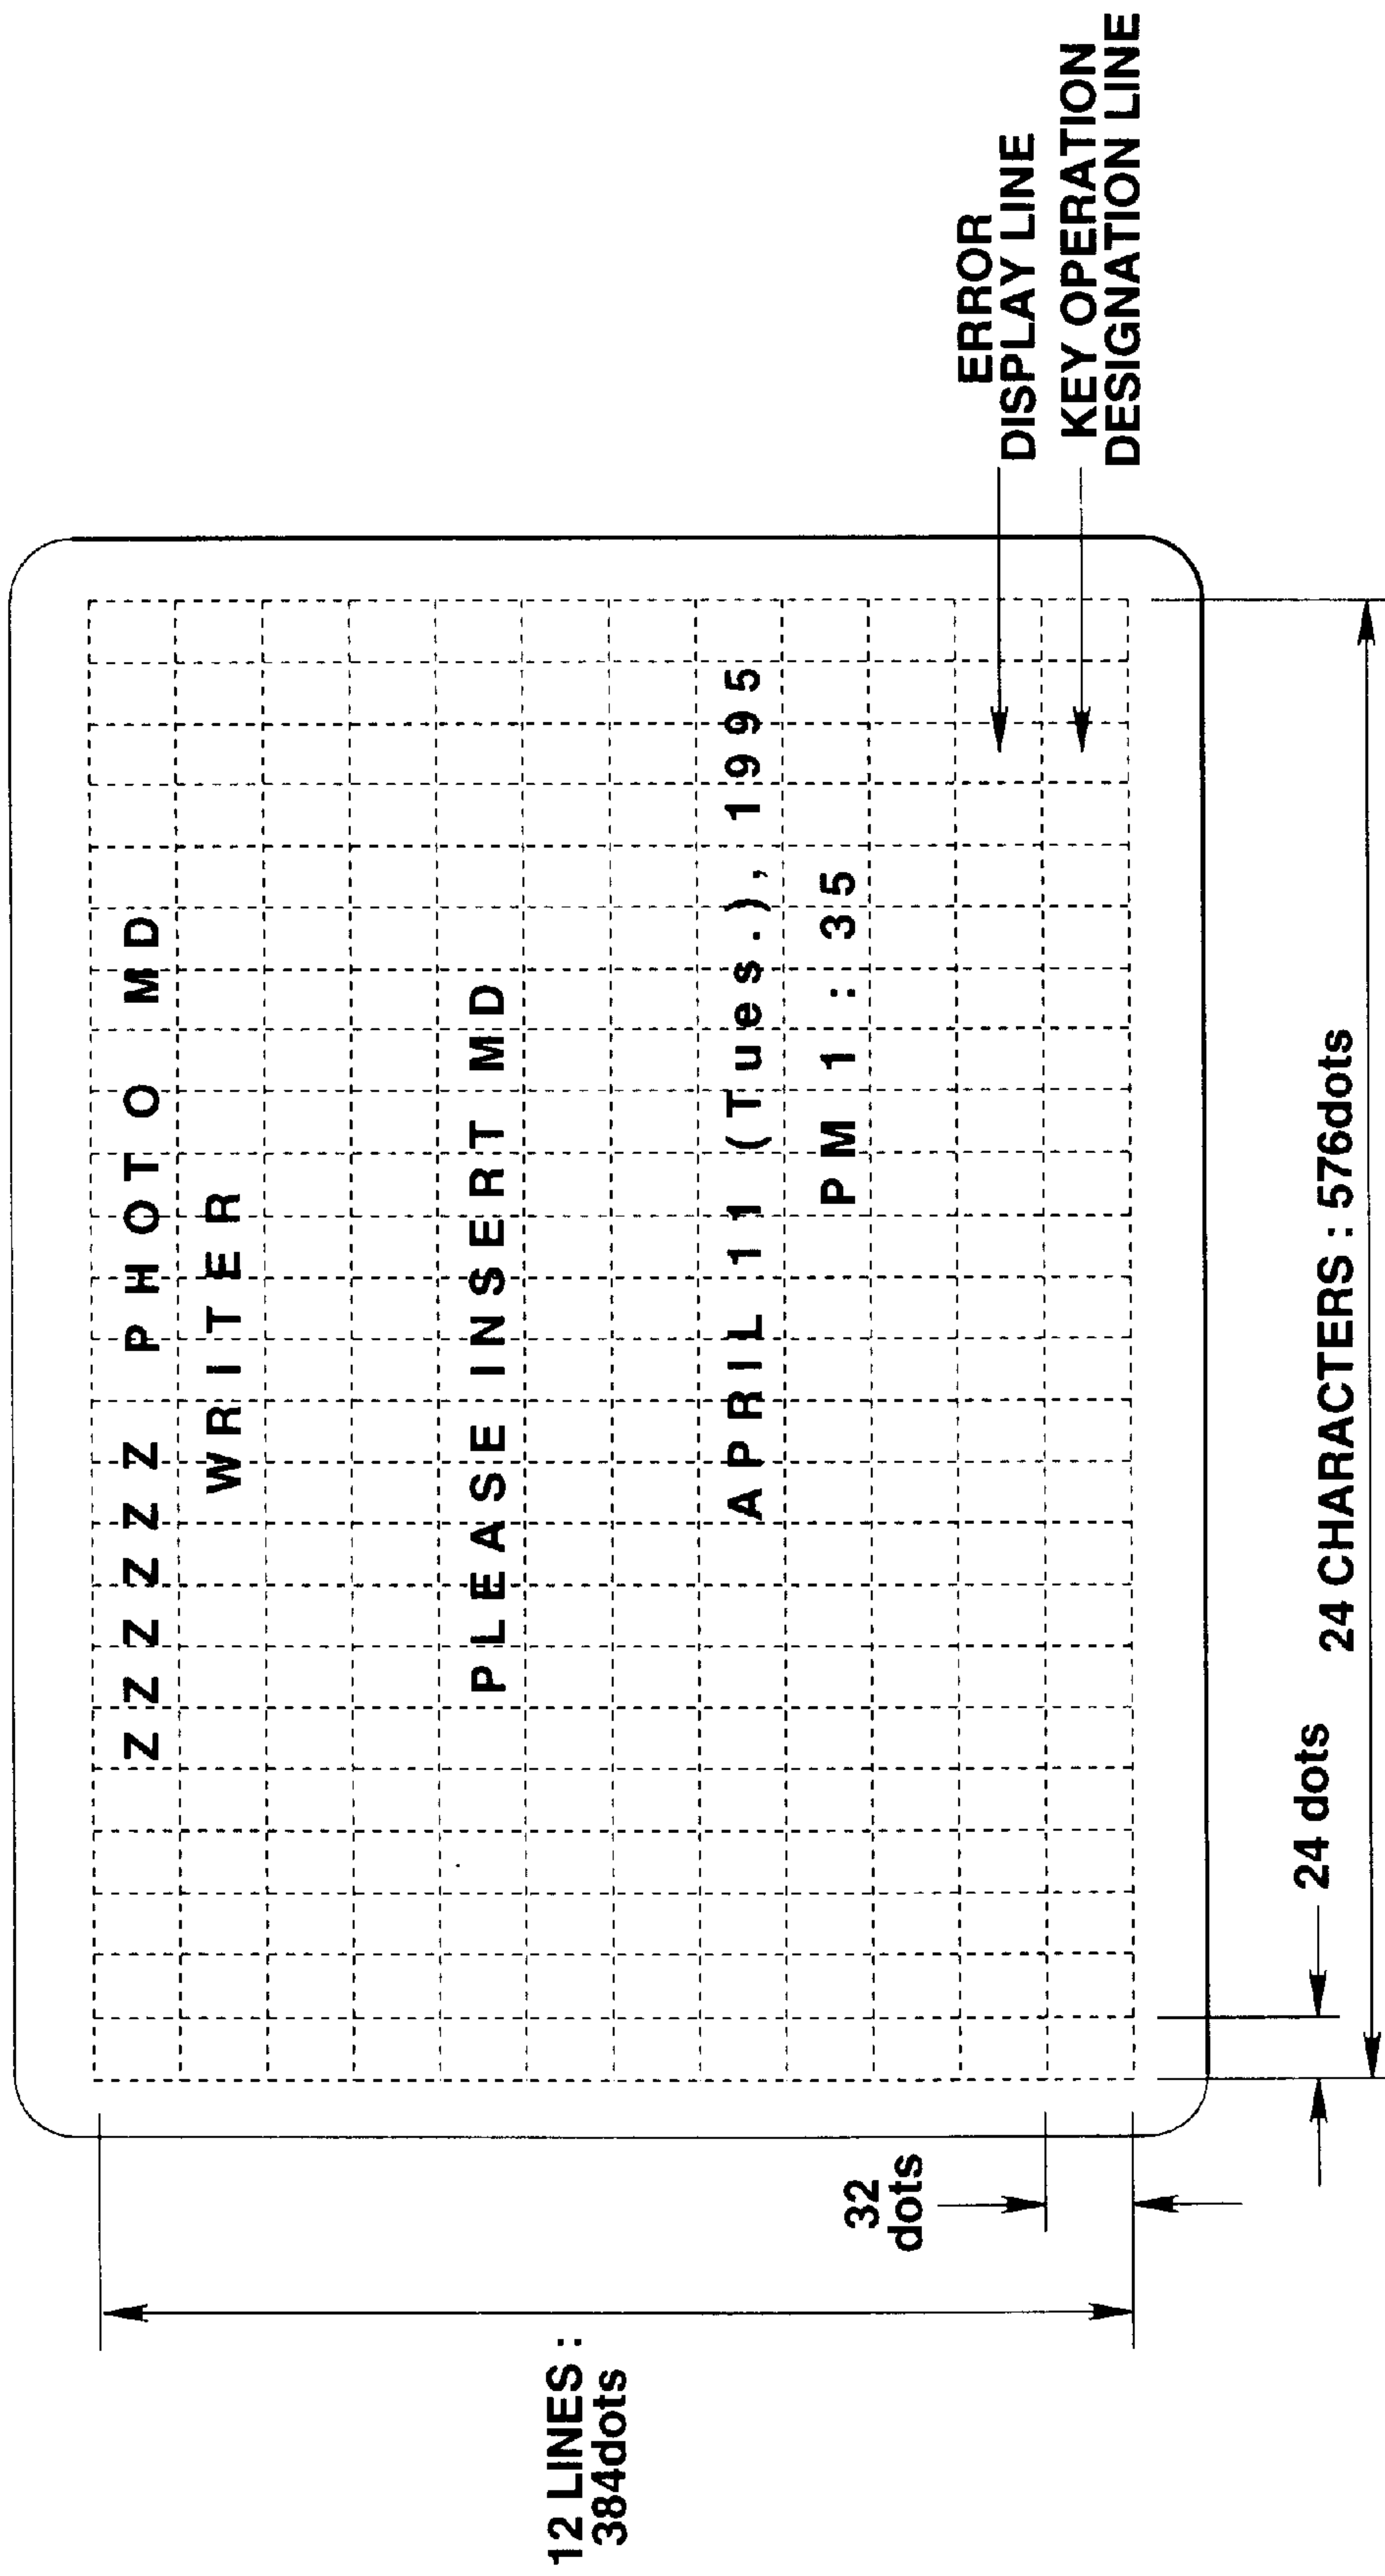 ZZZZZZ PHOTO MD
WRITER
PLEASE INSERT MD
APRIL 11 (Tues.), 1995
PM 1 : 35
ERROR
DISPLAY LINE
KEY OPERATION
DESIGNATION LINE
12 LINES :
384dots
32
dots
24 dots
24 CHARACTERS : 576dots